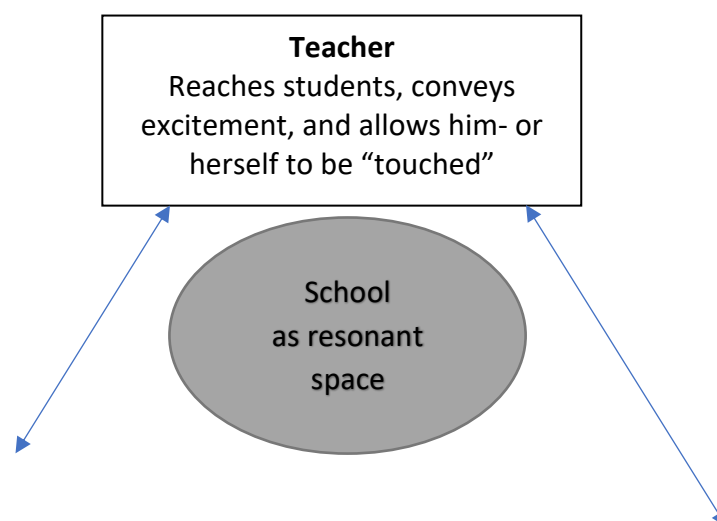 Teacher
Reaches students, conveys
excitement, and allows him- or
herself to be “touched”
School
as resonant
space